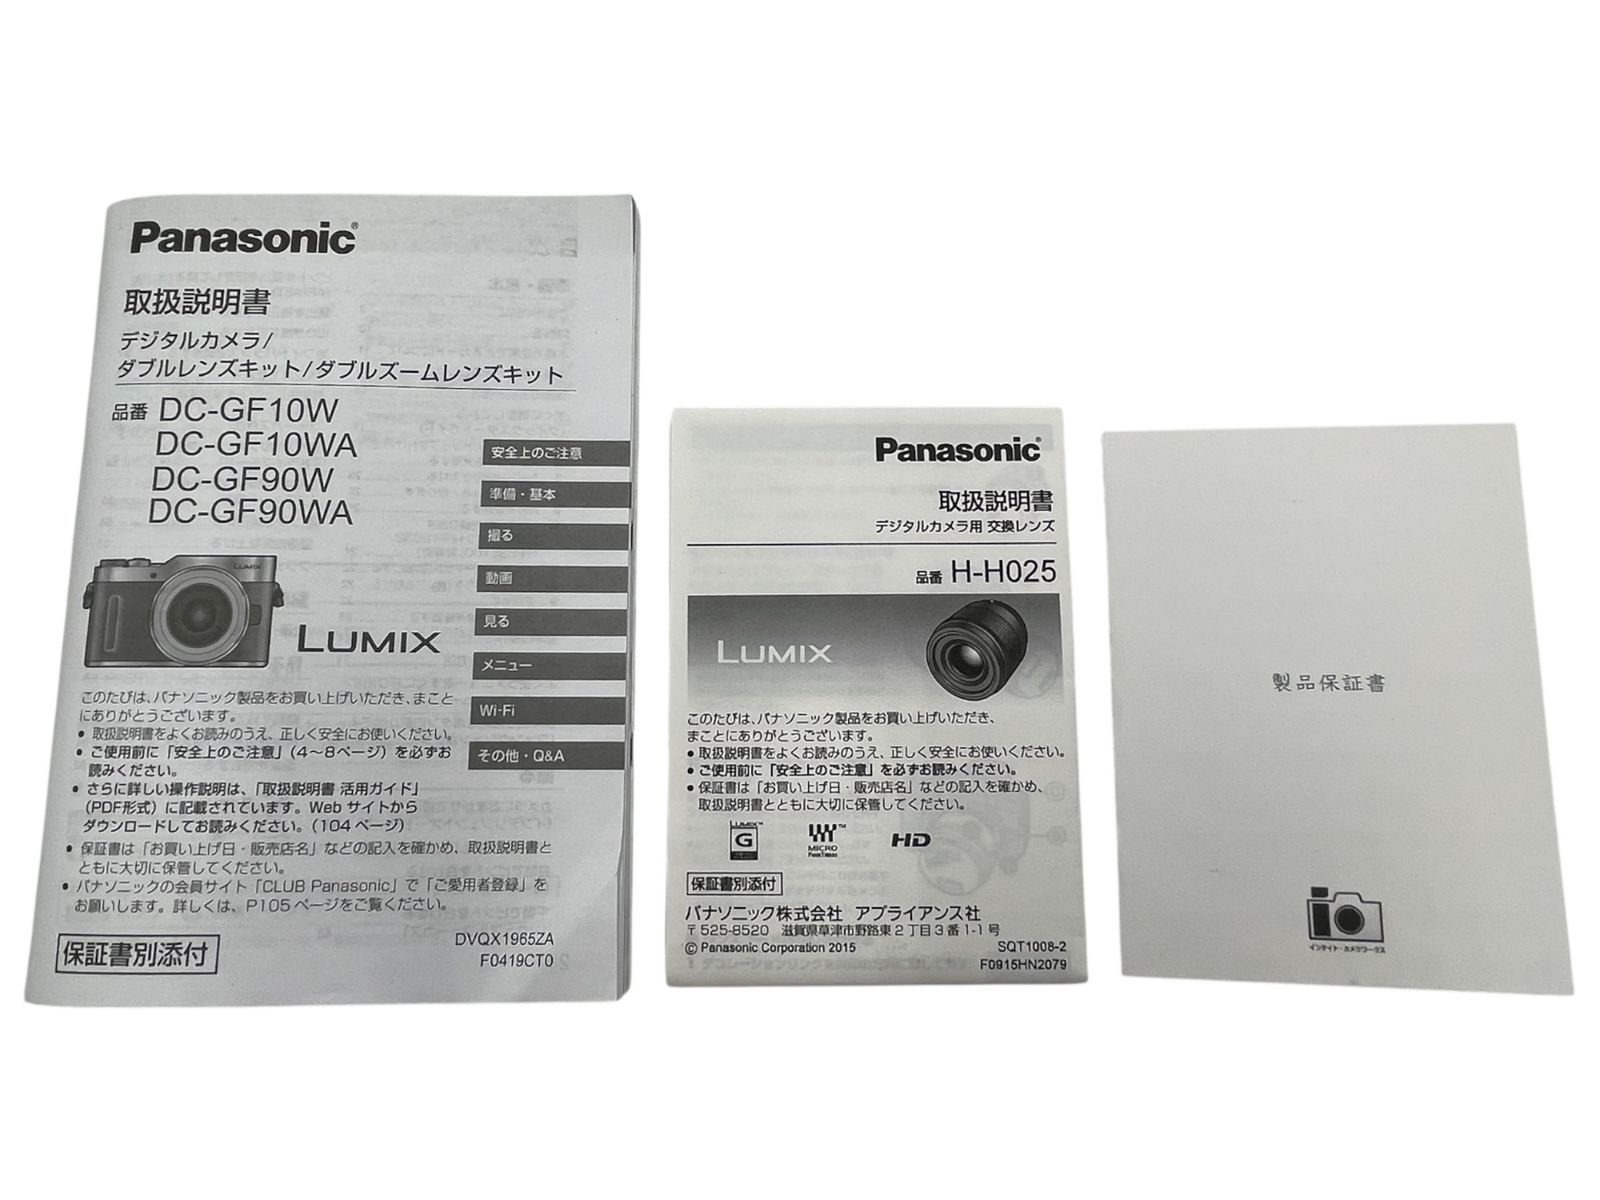 Panasonic®
取扱説明書
デジタルカメラ/
ダブルレンズキット/ダブルズームレンズキット
品番 DC-GF10W
DC-GF10WA
DC-GF90W
DC-GF90WA
LUMIX
LUMIX
安全上のご注意
準備・基本
撮る
動画
見る
メニュー
Wi-Fi
その他・Q&A
このたびは、パナソニック製品をお買い上げいただき、まこと
にありがとうございます。
• 取扱説明書をよくお読みのうえ、正しく安全にお使いください。
• ご使用前に「安全上のご注意」(4～8ページ)を必ずお
読みください。
• さらに詳しい操作説明は、「取扱説明書 活用ガイド」
(PDF形式)に記載されています。Web サイトから
ダウンロードしてお読みください。(104 ページ)
• 保証書は「お買い上げ日・販売店名」などの記入を確かめ、取扱説明書と
ともに大切に保管してください。
• パナソニックの会員サイト「CLUB Panasonic」で「ご愛用者登録」を
お願いします。詳しくは、P105 ページをご覧ください。
保証書別添付
DVQX1965ZA
F0419CT0
Panasonic®
取扱説明書
デジタルカメラ用 交換レンズ
品番 H-H025
LUMIX
このたびは、パナソニック製品をお買い上げいただき、
まことにありがとうございます。
• 取扱説明書をよくお読みのうえ、正しく安全にお使いください。
• ご使用前に「安全上のご注意」を必ずお読みください。
• 保証書は「お買い上げ日・販売店名」などの記入を確かめ、
取扱説明書とともに大切に保管してください。
LUMIX™ G
MICRO FOUR THIRDS ™
HD
保証書別添付
パナソニック株式会社 アプライアンス社
〒525-8520 滋賀県草津市野路東2丁目3番1-1号
© Panasonic Corporation 2015
SQT1008-2
F0915HN2079
製品保証書
インサイト・カメラワークス